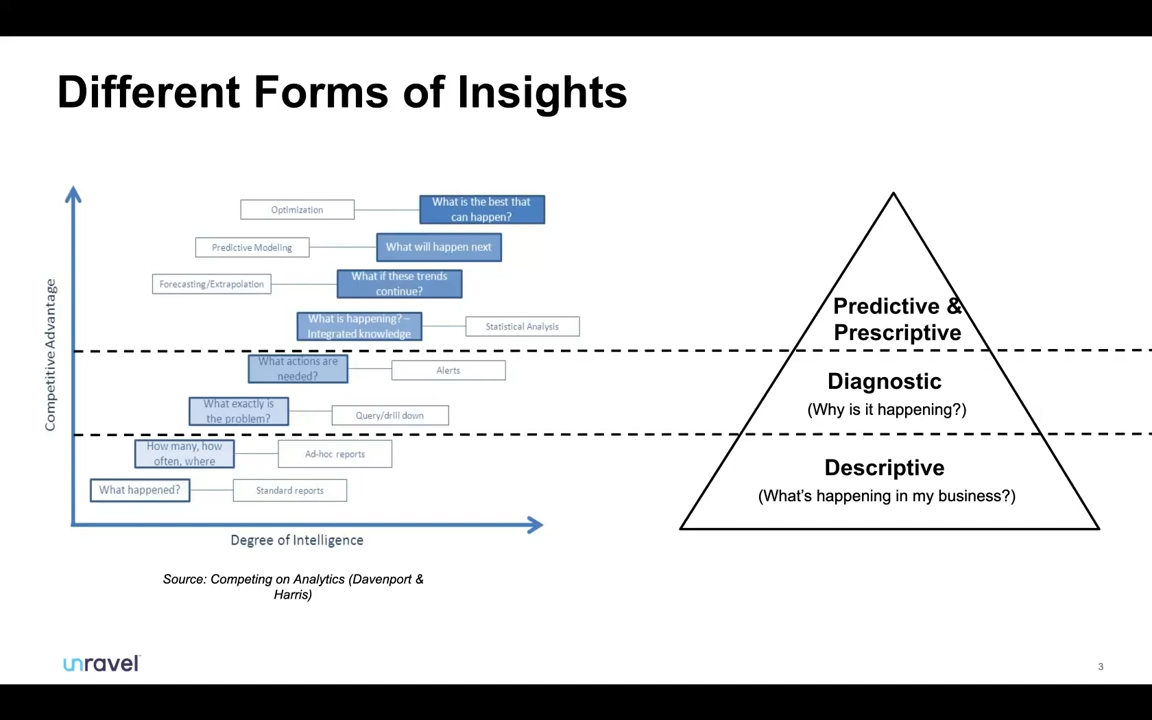 Different Forms of Insights
Competitive Advantage
Optimization
What is the best that
can happen?
Predictive Modeling
What will happen next
Forecasting/Extrapolation
What if these trends
continue?
What is happening? –
Integrated knowledge
Statistical Analysis
What actions are
needed?
Alerts
What exactly is
the problem?
Query/drill down
How many, how
often, where
Ad-hoc reports
What happened?
Standard reports
Degree of Intelligence
Source: Competing on Analytics (Davenport &
Harris)
Predictive &
Prescriptive
Diagnostic
(Why is it happening?)
Descriptive
(What's happening in my business?)
unravel
3